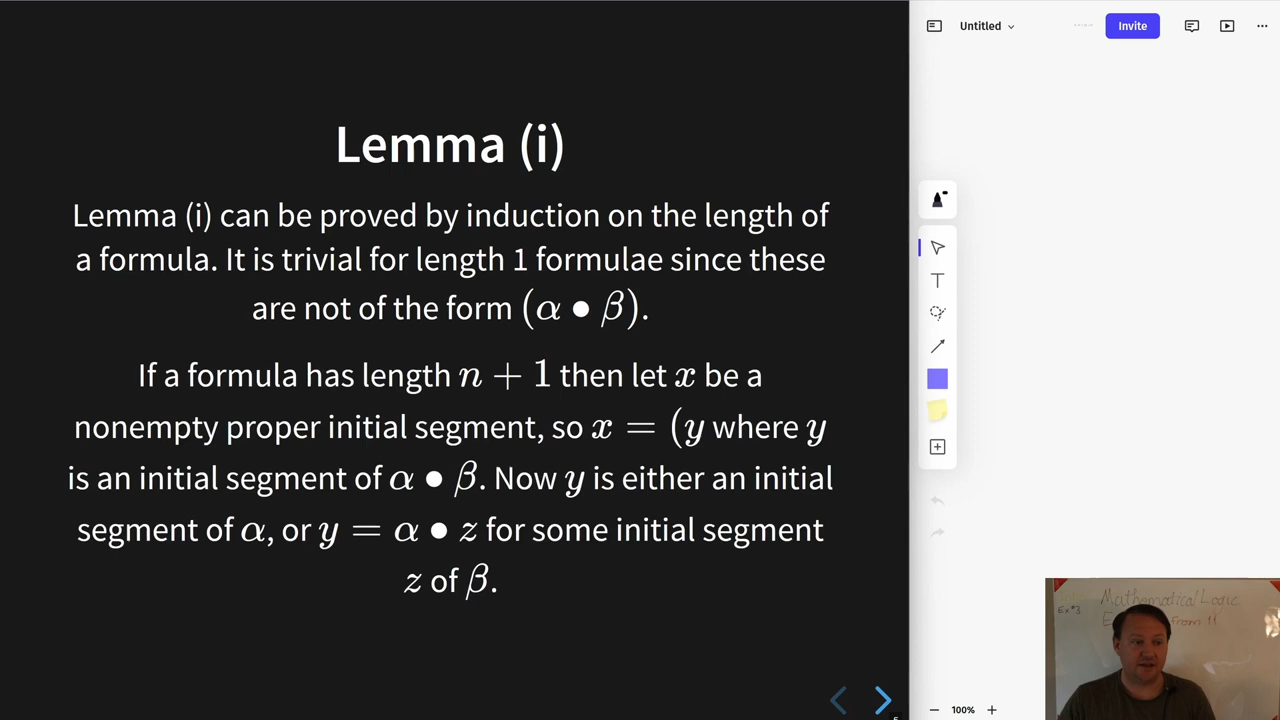 Lemma (i)
Lemma (i) can be proved by induction on the length of
a formula. It is trivial for length 1 formulae since these
are not of the form (α • β).
If a formula has length n + 1 then let x be a
nonempty proper initial segment, so x = (y where y
is an initial segment of α • β. Now y is either an initial
segment of α, or y = α • z for some initial segment
z of β.
Untitled
Invite
T
100%
Mathematical Logic
Ex#3
from